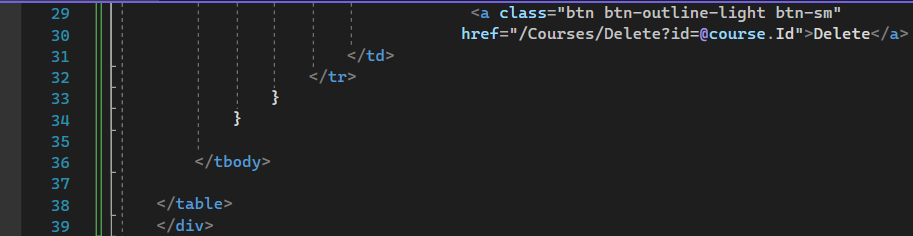 29 <a class="btn btn-outline-light btn-sm"
30 href="/Courses/Delete?id=@course.Id">Delete</a>
31 </td>
32 </tr>
33 }
34 }
35
36 </tbody>
37
38 </table>
39 </div>